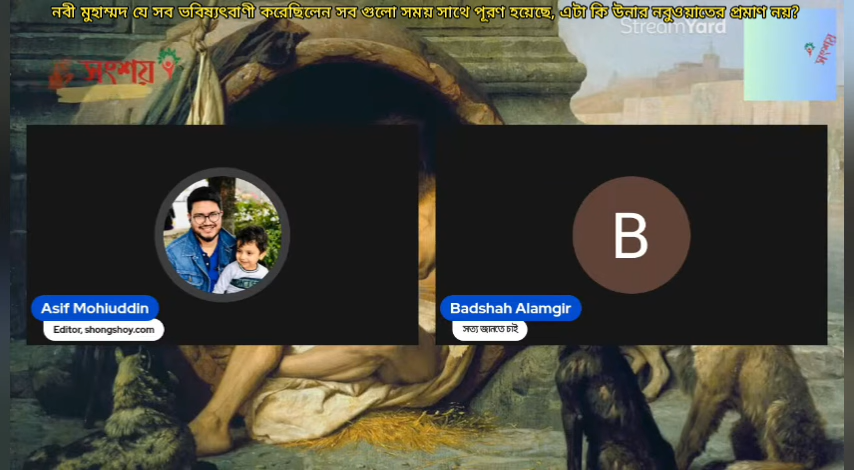 নবী মুহাম্মদ যে সব ভবিষ্যৎবাণী করেছিলেন সব গুলো সময় সাথে পূরণ হয়েছে, এটা কি উনার নবুওয়াতের প্রমাণ নয়?
StreamYard
সংশয়
সংশয়
B
Asif Mohiuddin
Editor, shongshoy.com
Badshah Alamgir
সত্য জানতে চাই